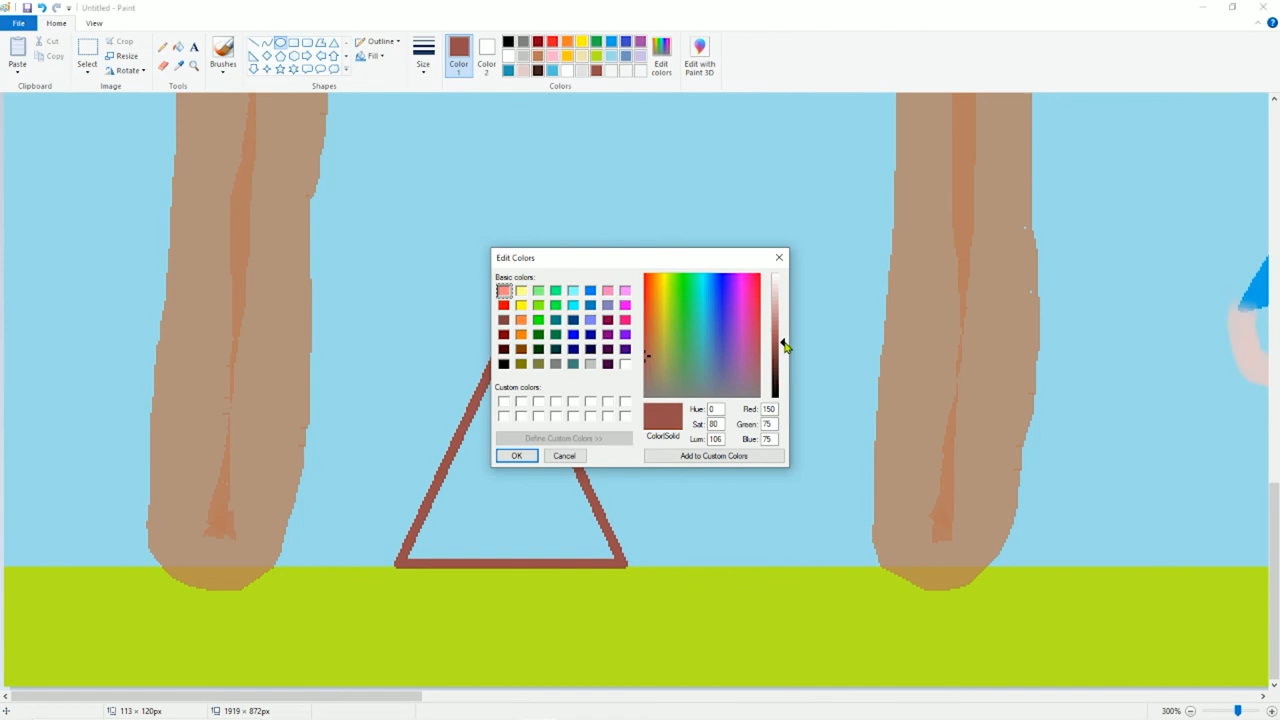 Untitled - Paint
File Home View
Paste Cut Copy Clipboard
Select Crop Resize Rotate Image
Tools
Brushes
Outline Fill Shapes
Size
Color 1 Color 2 Colors
Edit colors
Edit with Paint 3D
Edit Colors
Basic colors:
Custom colors:
Define Custom Colors >>
OK Cancel
Color|Solid
Hue: 0 Red: 150
Sat: 80 Green: 75
Lum: 106 Blue: 75
Add to Custom Colors
113 × 120px 1919 × 872px 300%